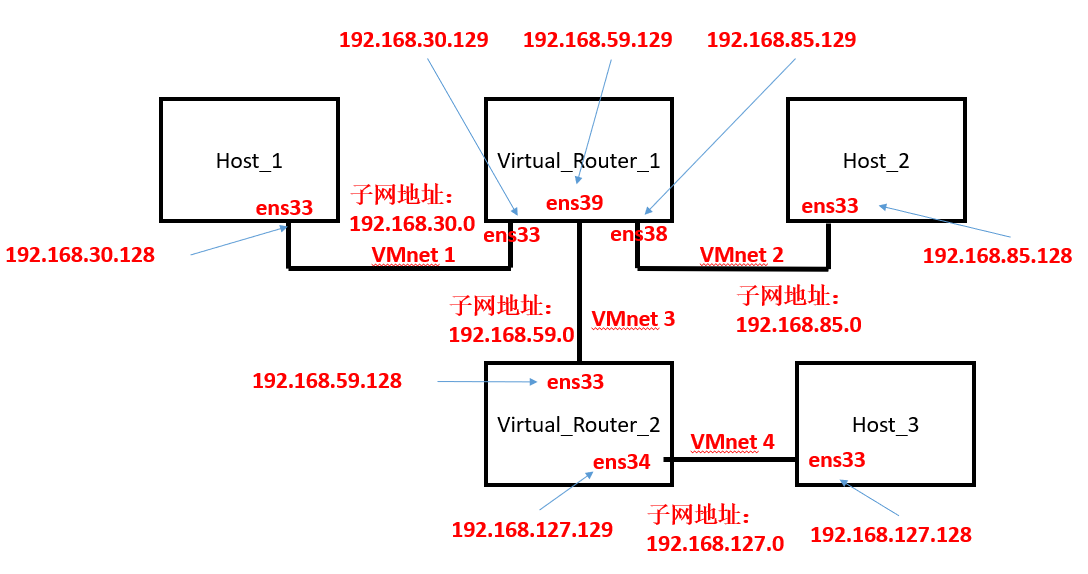 192.168.30.129
192.168.59.129
192.168.85.129
Host_1
Virtual_Router_1
Host_2
ens33
子网地址：
192.168.30.0
ens39
ens33
ens33
ens38
192.168.30.128
VMnet 1
VMnet 2
192.168.85.128
子网地址：
192.168.59.0
VMnet 3
子网地址：
192.168.85.0
192.168.59.128
ens33
Virtual_Router_2
Host_3
VMnet 4
ens34
ens33
192.168.127.129
子网地址：
192.168.127.0
192.168.127.128